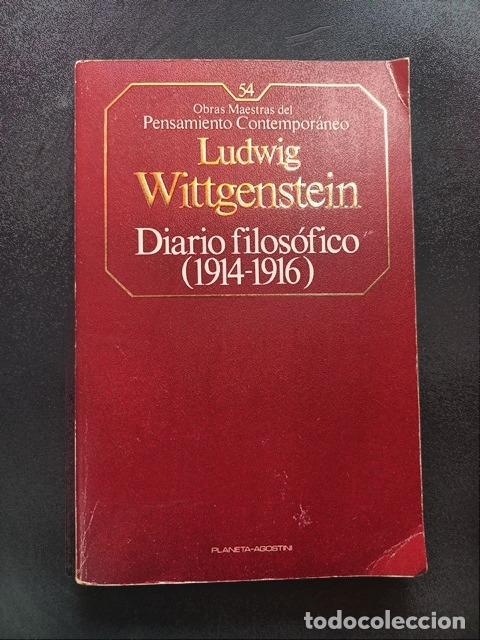 54
Obras Maestras del
Pensamiento Contemporáneo
Ludwig
Wittgenstein
Diario filosófico
(1914-1916)
PLANETA-AGOSTINI
todocoleccion